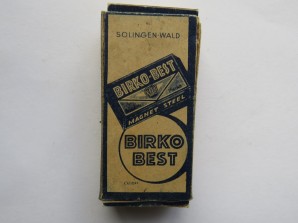 SOLINGEN-WALD
BIRKO-BEST
MAGNET STEEL
BIRKO
BEST